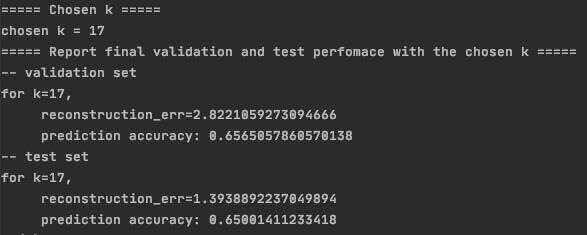 ===== Chosen k =====
chosen k = 17
===== Report final validation and test perfomace with the chosen k =====
-- validation set
for k=17,
reconstruction_err=2.8221059273094666
prediction accuracy: 0.6565057860570138
-- test set
for k=17,
reconstruction_err=1.3938892237049894
prediction accuracy: 0.65001411233418